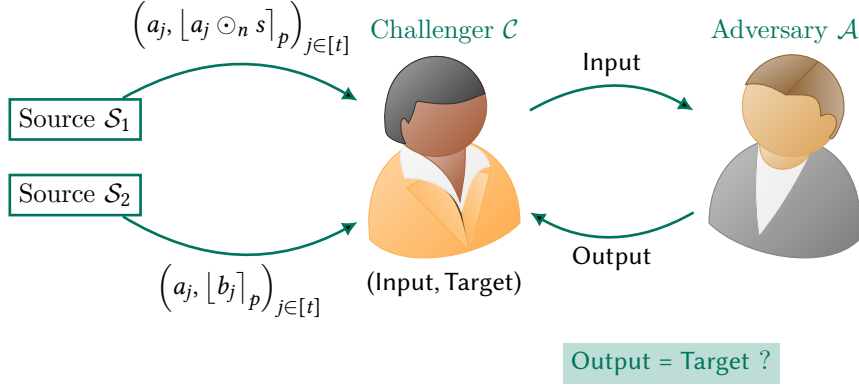 (a_j, ⌊a_j ⊙_n s⌉_p)_{j∈[t]}
Challenger 𝒞
Adversary 𝒜
Input
Source 𝒮_1
Source 𝒮_2
Output
(a_j, ⌊b_j⌉_p)_{j∈[t]}
(Input, Target)
Output = Target ?